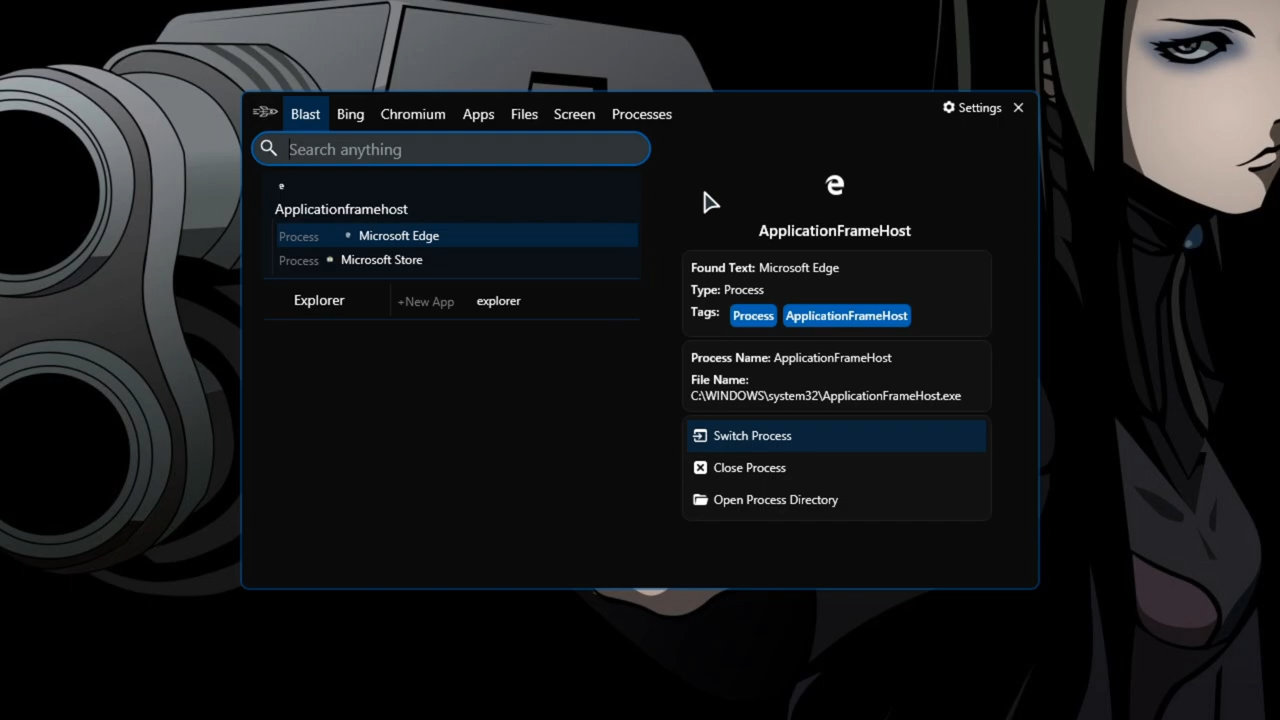 Blast Bing Chromium Apps Files Screen Processes Settings
Search anything
Applicationframehost
Process Microsoft Edge
Process Microsoft Store
Explorer +New App explorer
ApplicationFrameHost
Found Text: Microsoft Edge
Type: Process
Tags: Process ApplicationFrameHost
Process Name: ApplicationFrameHost
File Name:
C:\WINDOWS\system32\ApplicationFrameHost.exe
Switch Process
Close Process
Open Process Directory